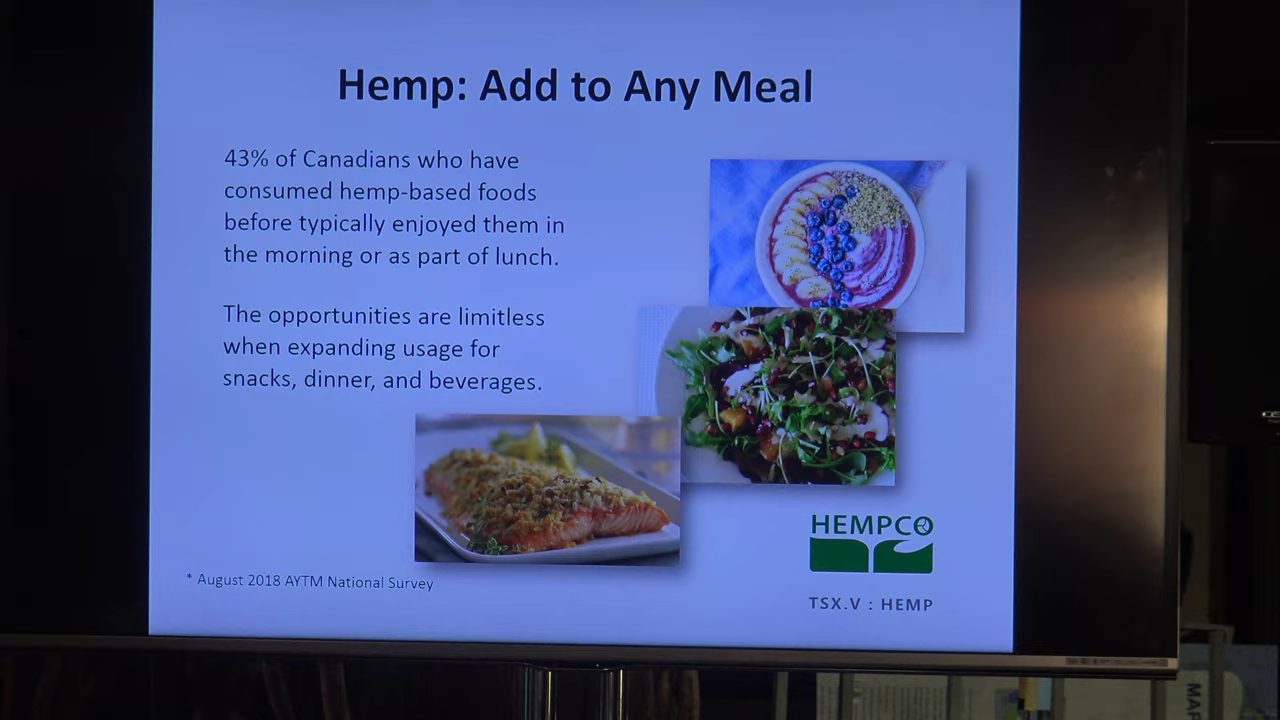 Hemp: Add to Any Meal
43% of Canadians who have
consumed hemp-based foods
before typically enjoyed them in
the morning or as part of lunch.
The opportunities are limitless
when expanding usage for
snacks, dinner, and beverages.
* August 2018 AYTM National Survey
HEMPCO
TSX.V : HEMP